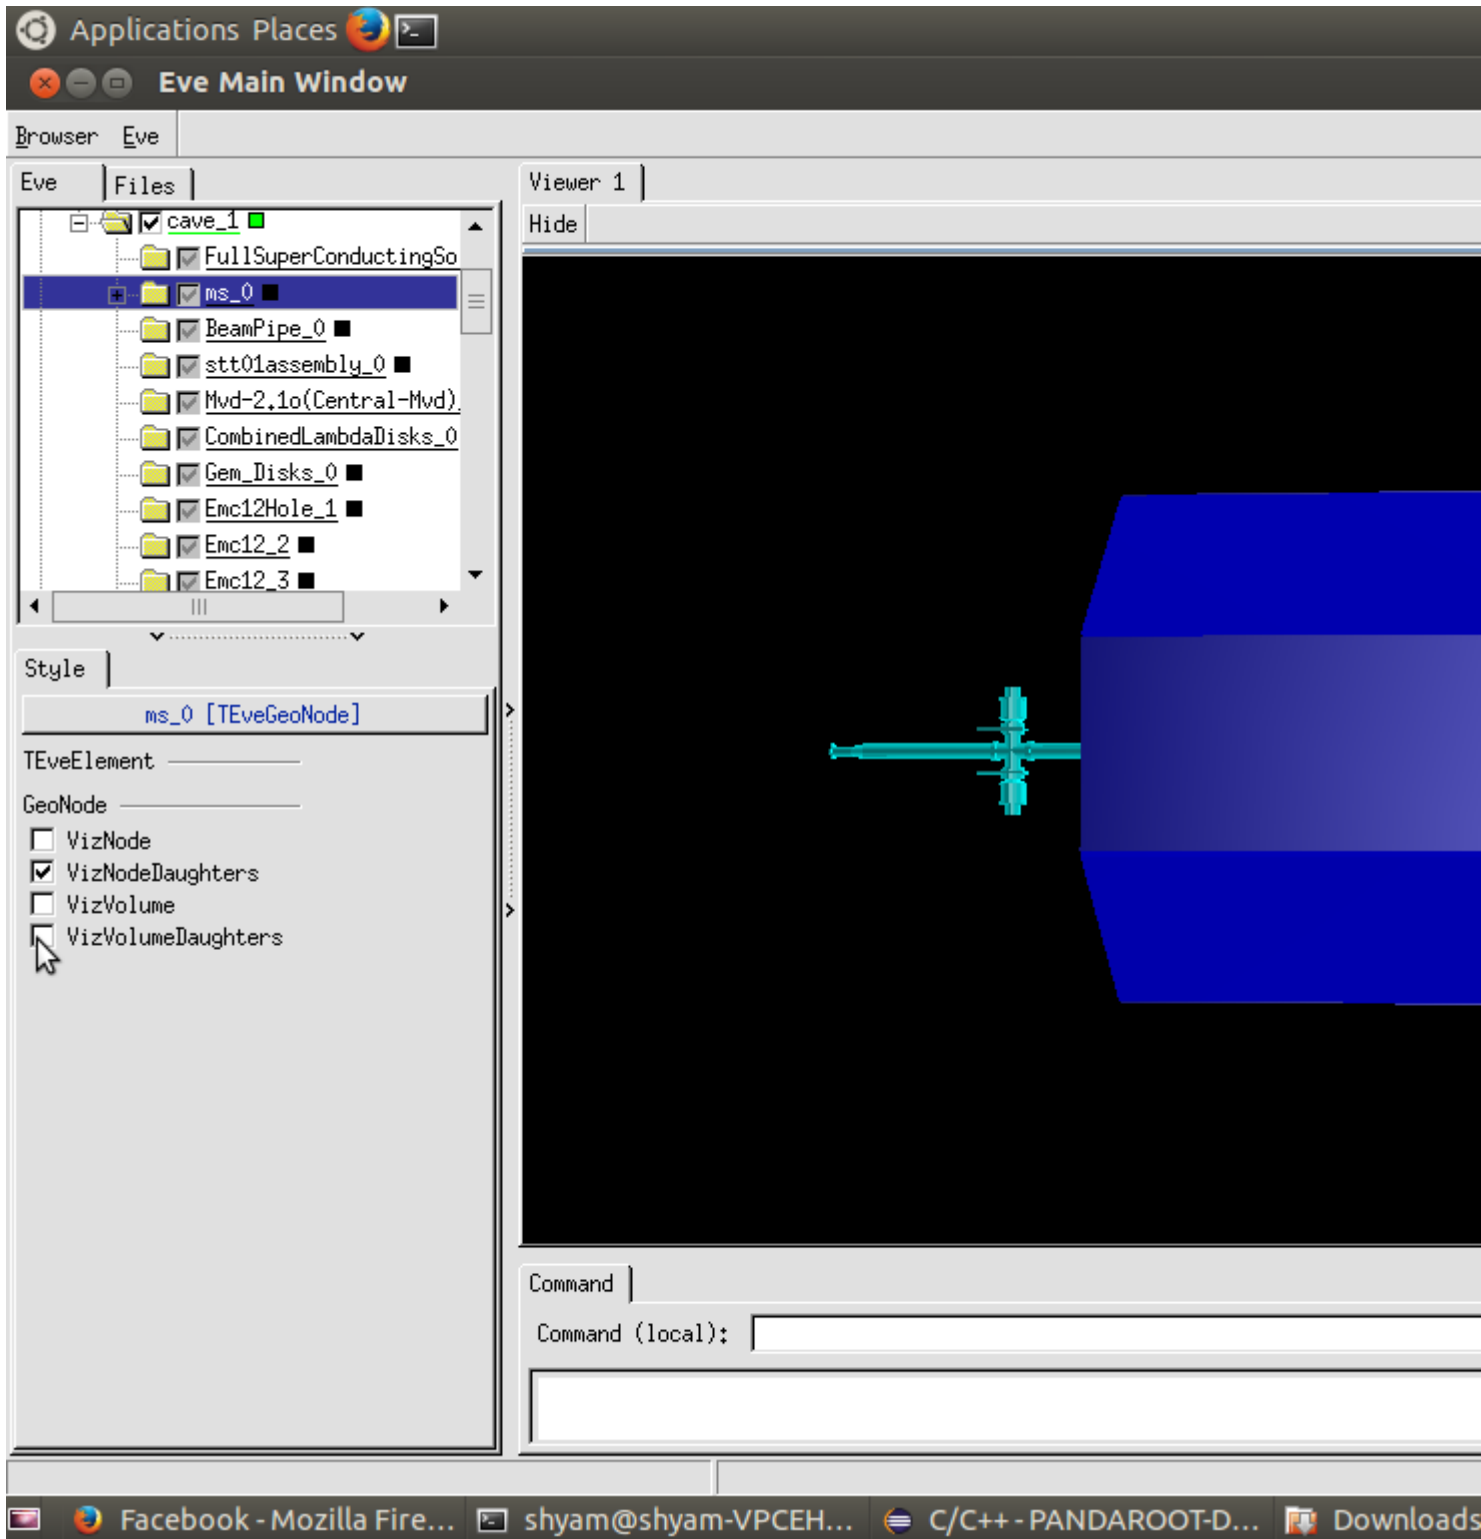 Applications Places
Eve Main Window
Browser Eve
Eve Files
Viewer 1
Hide
cave_1
FullSuperConductingSo
ms_0
BeamPipe_0
stt01assembly_0
Mvd-2.1o(Central-Mvd)
CombinedLambdaDisks_0
Gem_Disks_0
Emc12Hole_1
Emc12_2
Emc12_3
Style
ms_0 [TEveGeoNode]
TEveElement
GeoNode
VizNode
VizNodeDaughters
VizVolume
VizVolumeDaughters
Command
Command (local):
Facebook - Mozilla Fire... shyam@shyam-VPCEH... C/C++ - PANDAROOT-D... Downloads